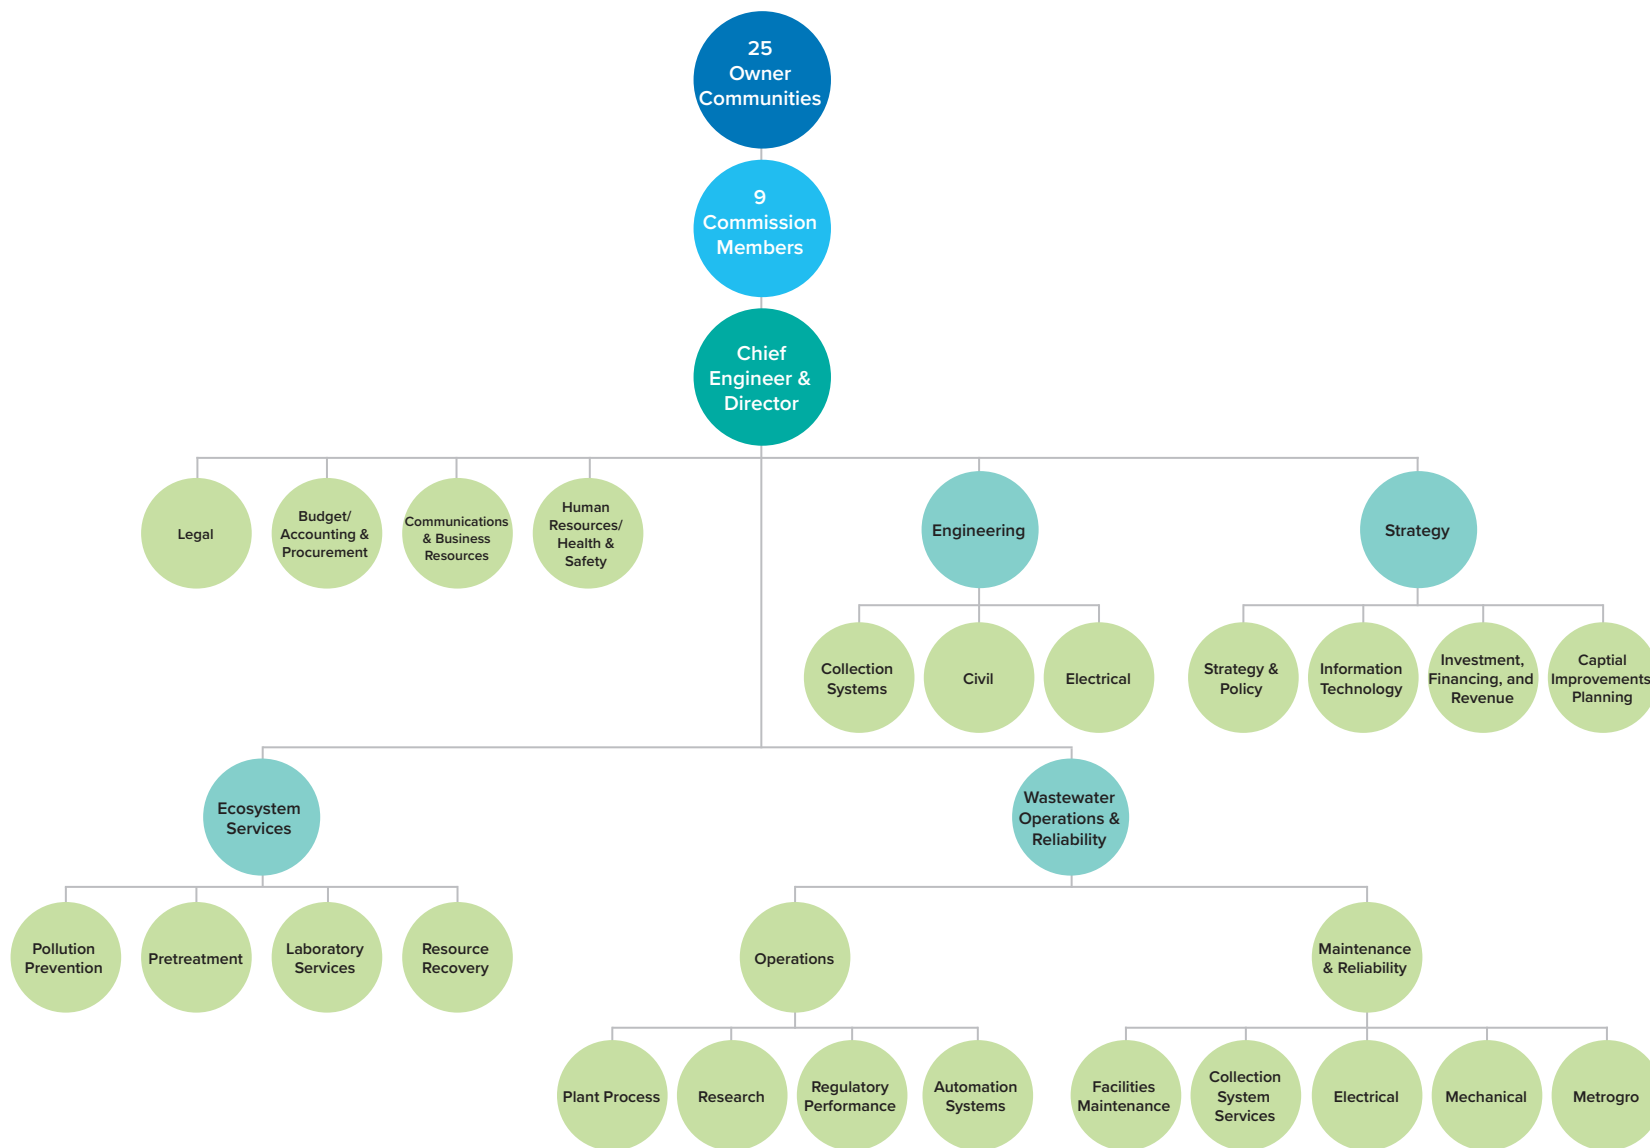 25
Owner
Communities
9
Commission
Members
Chief
Engineer &
Director
Legal
Budget/
Accounting &
Procurement
Communications
& Business
Resources
Human
Resources/
Health &
Safety
Engineering
Strategy
Collection
Systems
Civil
Electrical
Strategy &
Policy
Information
Technology
Investment,
Financing, and
Revenue
Captial
Improvements
Planning
Ecosystem
Services
Wastewater
Operations &
Reliability
Pollution
Prevention
Pretreatment
Laboratory
Services
Resource
Recovery
Operations
Maintenance
& Reliability
Plant Process
Research
Regulatory
Performance
Automation
Systems
Facilities
Maintenance
Collection
System
Services
Electrical
Mechanical
Metrogro